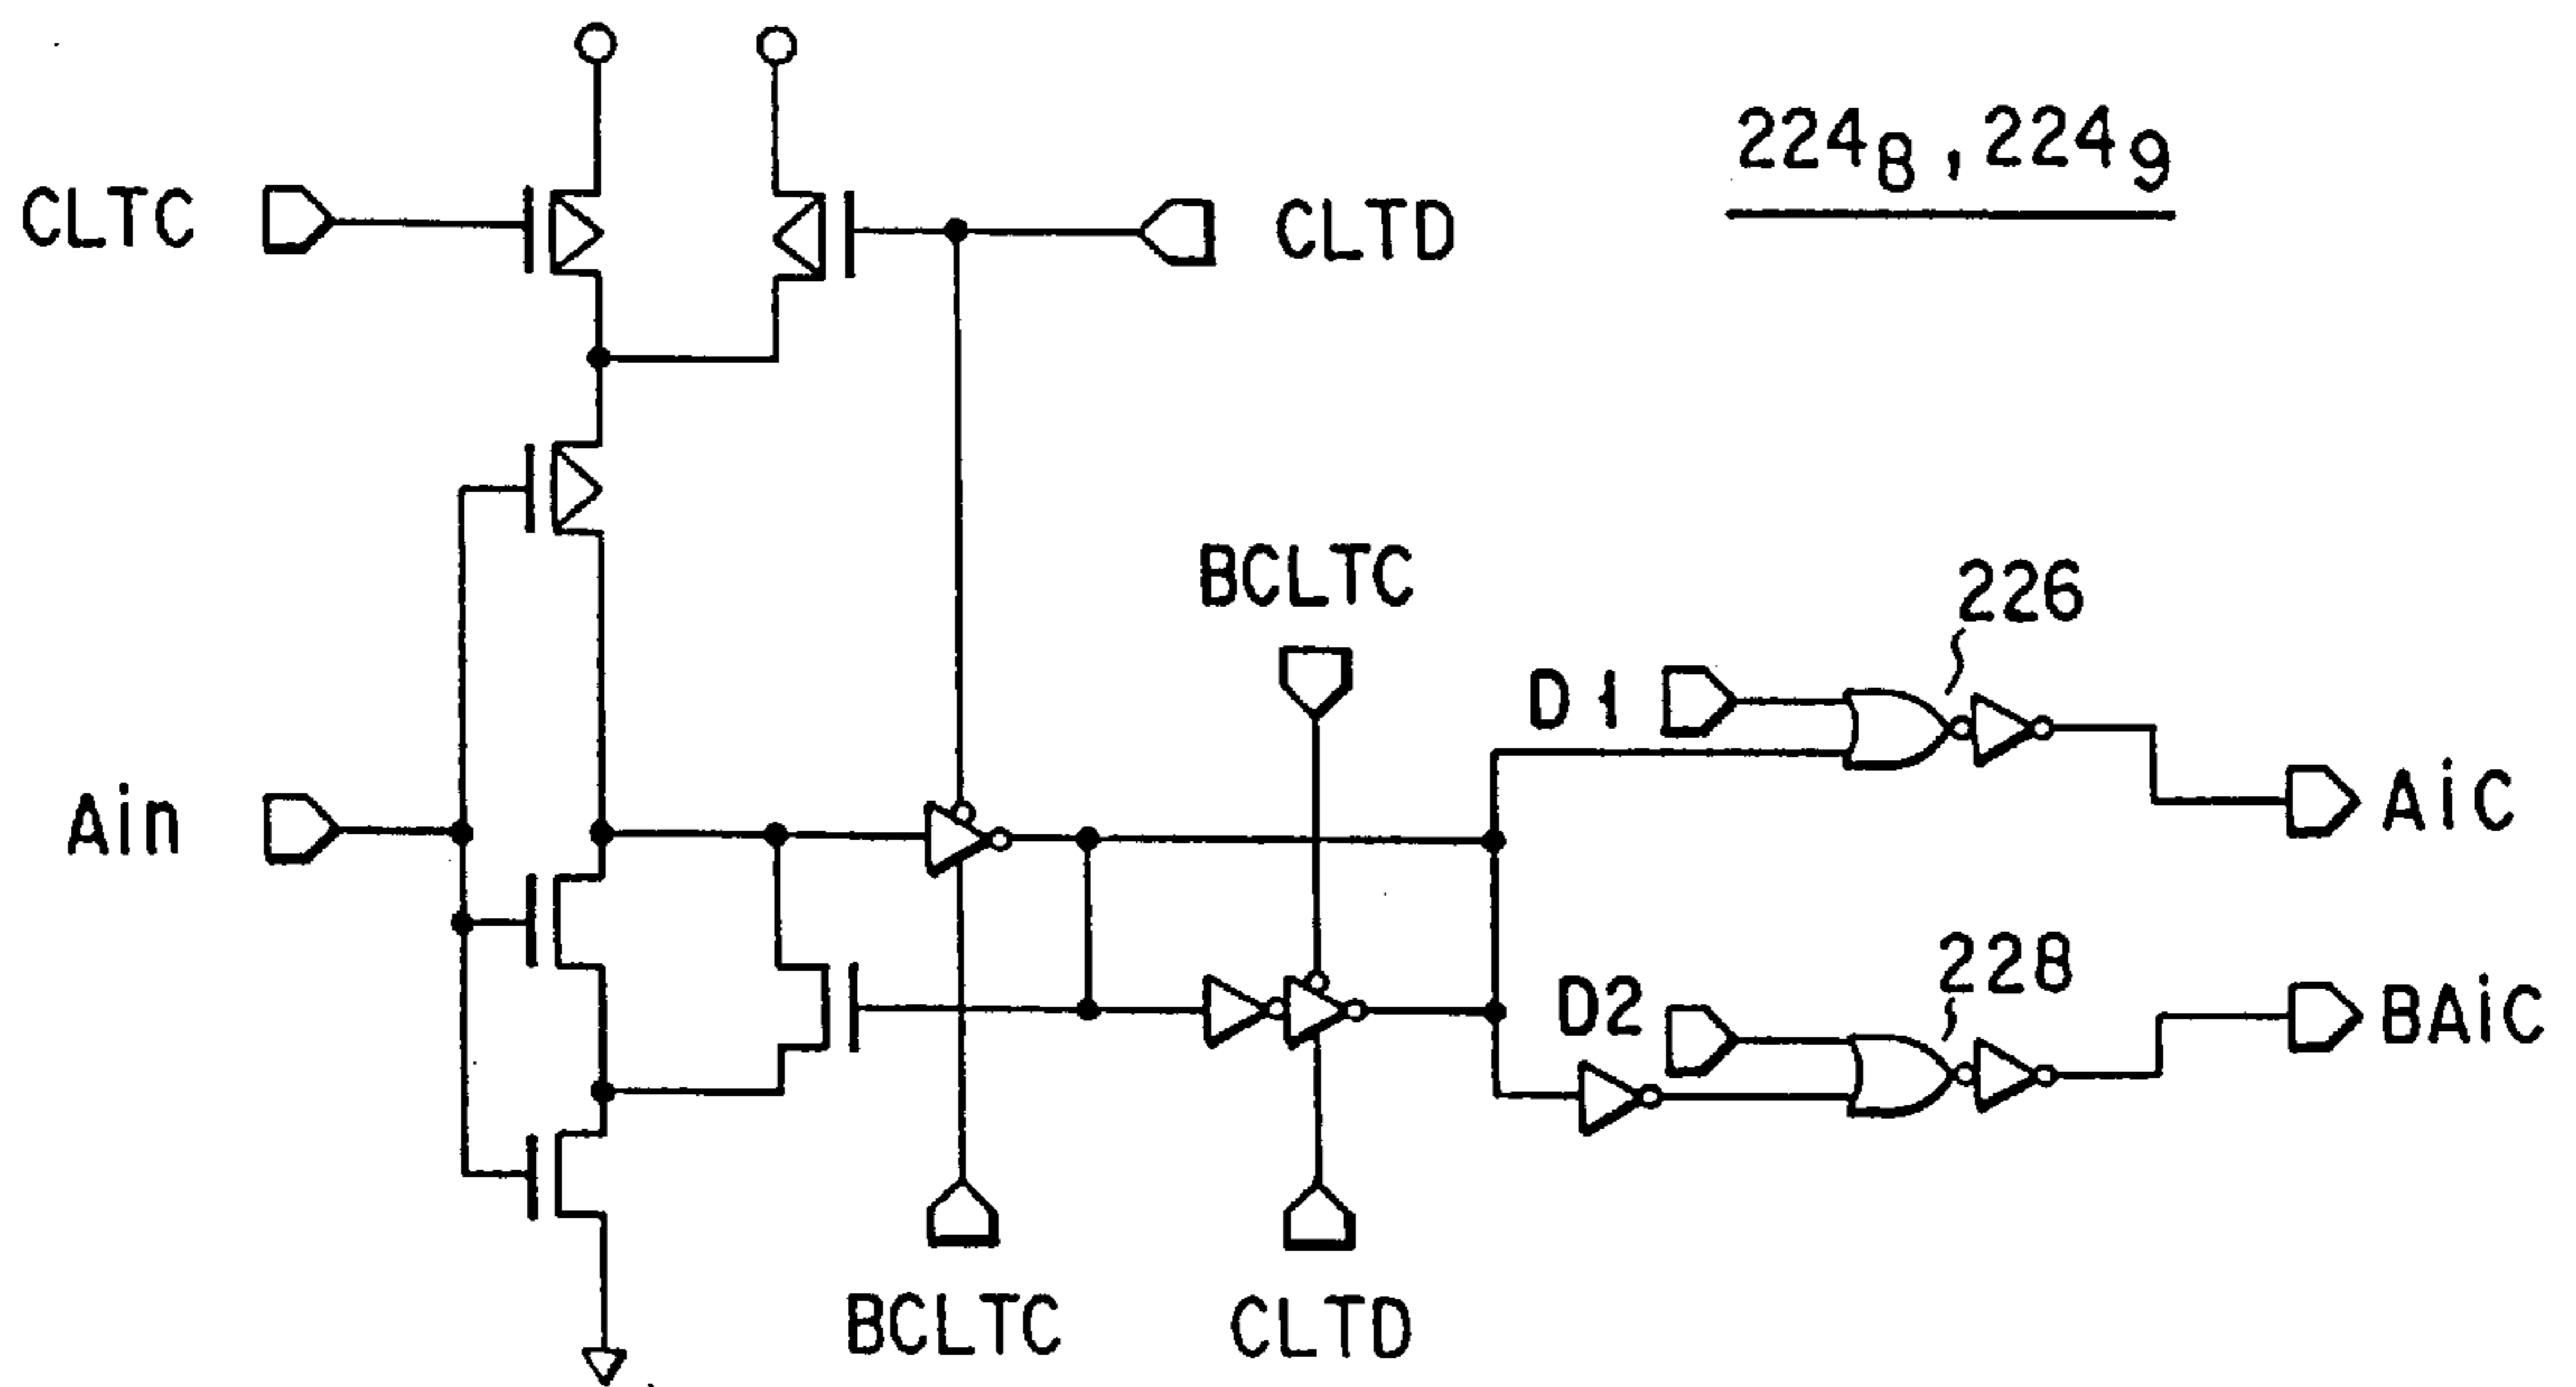 224₈, 224₉
CLTC
CLTD
BCLTC
226
D1
Ain
AiC
228
D2
BAiC
BCLTC
CLTD